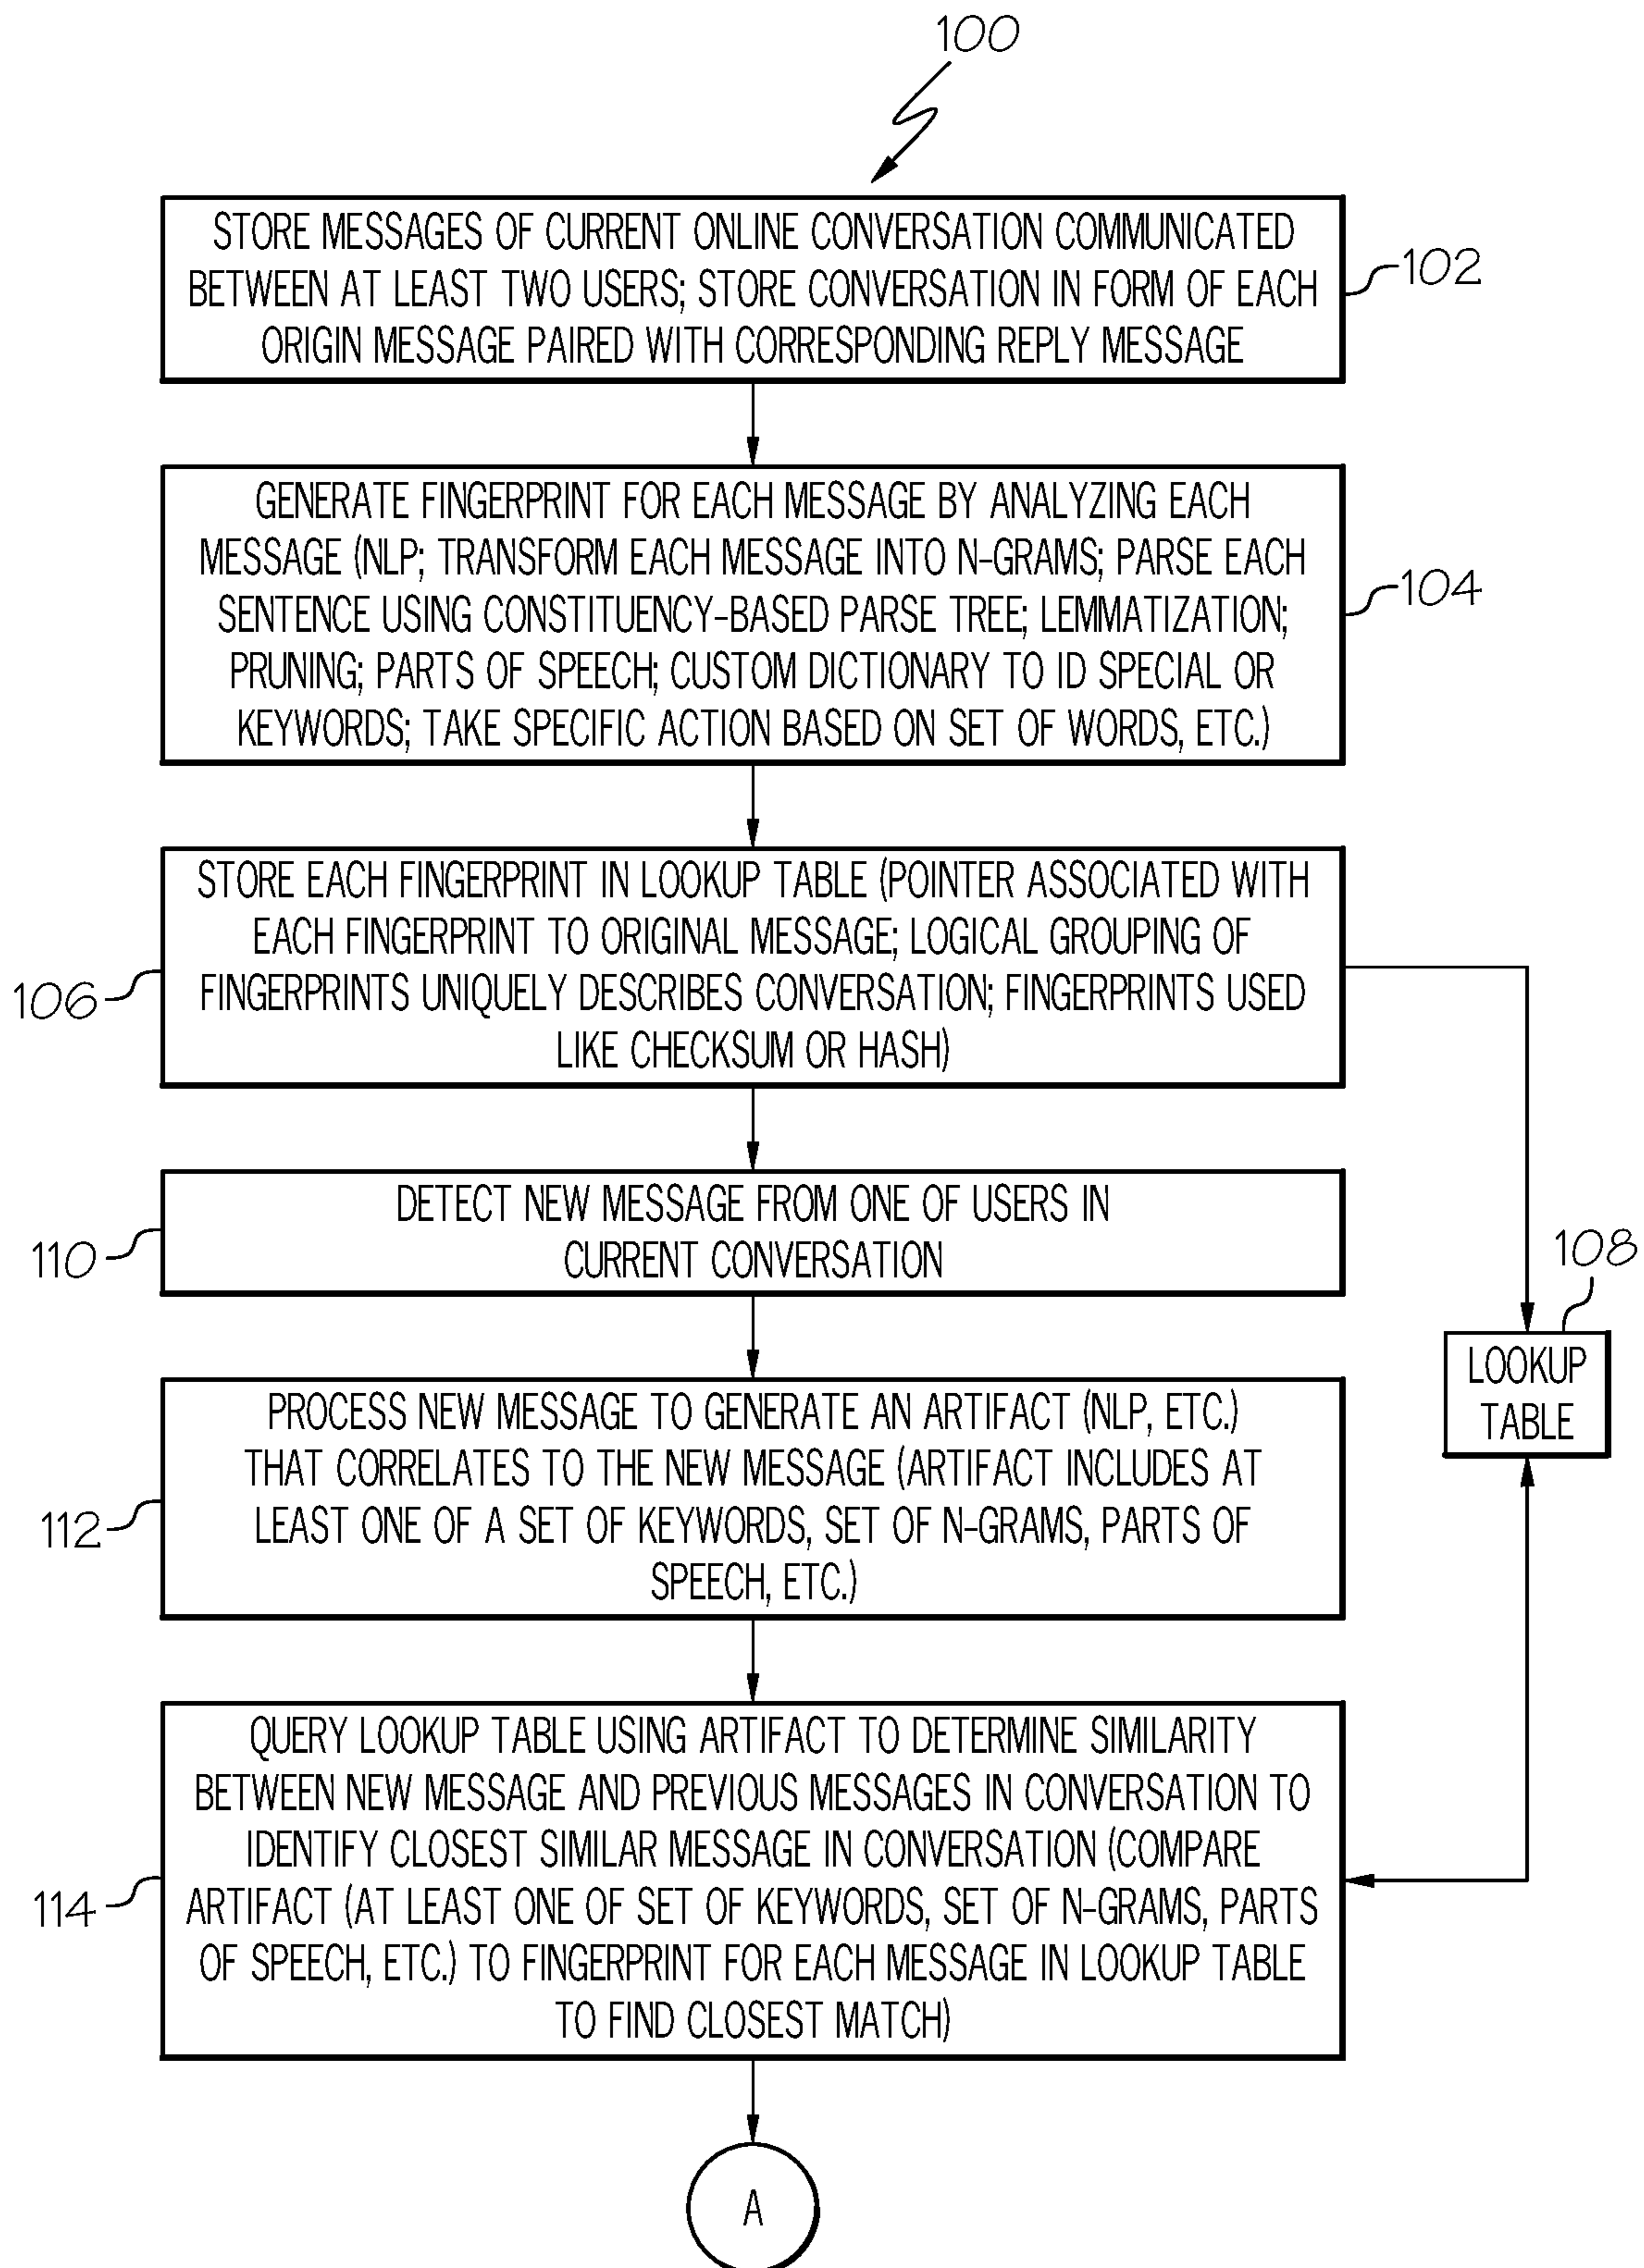 100
STORE MESSAGES OF CURRENT ONLINE CONVERSATION COMMUNICATED
BETWEEN AT LEAST TWO USERS; STORE CONVERSATION IN FORM OF EACH
ORIGIN MESSAGE PAIRED WITH CORRESPONDING REPLY MESSAGE
102
GENERATE FINGERPRINT FOR EACH MESSAGE BY ANALYZING EACH
MESSAGE (NLP; TRANSFORM EACH MESSAGE INTO N-GRAMS; PARSE EACH
SENTENCE USING CONSTITUENCY-BASED PARSE TREE; LEMMATIZATION;
PRUNING; PARTS OF SPEECH; CUSTOM DICTIONARY TO ID SPECIAL OR
KEYWORDS; TAKE SPECIFIC ACTION BASED ON SET OF WORDS, ETC.)
104
STORE EACH FINGERPRINT IN LOOKUP TABLE (POINTER ASSOCIATED WITH
EACH FINGERPRINT TO ORIGINAL MESSAGE; LOGICAL GROUPING OF
FINGERPRINTS UNIQUELY DESCRIBES CONVERSATION; FINGERPRINTS USED
LIKE CHECKSUM OR HASH)
106
DETECT NEW MESSAGE FROM ONE OF USERS IN
CURRENT CONVERSATION
110
108
LOOKUP
TABLE
PROCESS NEW MESSAGE TO GENERATE AN ARTIFACT (NLP, ETC.)
THAT CORRELATES TO THE NEW MESSAGE (ARTIFACT INCLUDES AT
LEAST ONE OF A SET OF KEYWORDS, SET OF N-GRAMS, PARTS OF
SPEECH, ETC.)
112
QUERY LOOKUP TABLE USING ARTIFACT TO DETERMINE SIMILARITY
BETWEEN NEW MESSAGE AND PREVIOUS MESSAGES IN CONVERSATION TO
IDENTIFY CLOSEST SIMILAR MESSAGE IN CONVERSATION (COMPARE
ARTIFACT (AT LEAST ONE OF SET OF KEYWORDS, SET OF N-GRAMS, PARTS
OF SPEECH, ETC.) TO FINGERPRINT FOR EACH MESSAGE IN LOOKUP TABLE
TO FIND CLOSEST MATCH)
114
A